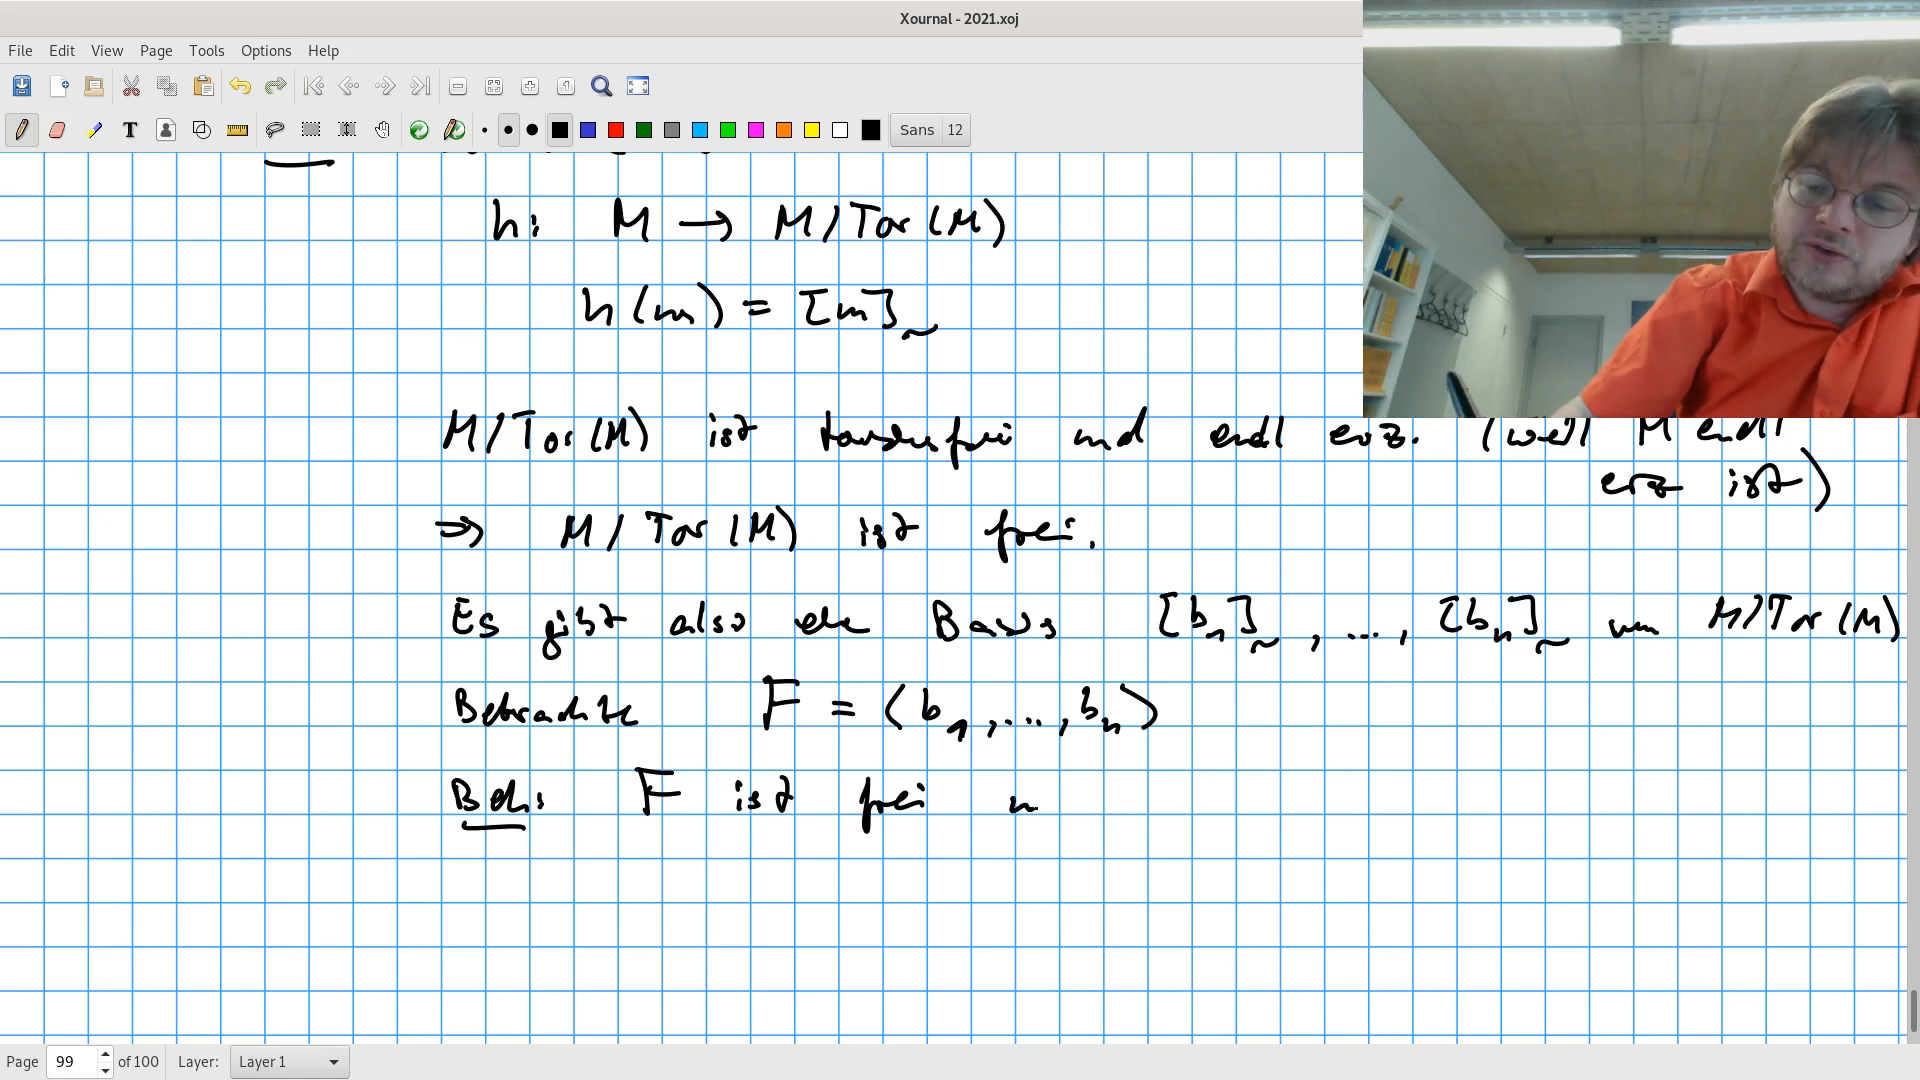 Xournal - 2021.xoj
File Edit View Page Tools Options Help
Sans 12
h: M → M/Tor(M)
h(m) = [m]~
M/Tor(M) ist torsionsfrei und endl erz. (weil M endl
erz ist)
⇒ M/Tor(M) ist frei.
Es gibt also eine Basis [b1]~, ..., [bn]~ von M/Tor(M)
Betrachte F = (b1, ..., bn)
Beh: F ist frei
Page 99 of 100 Layer: Layer 1